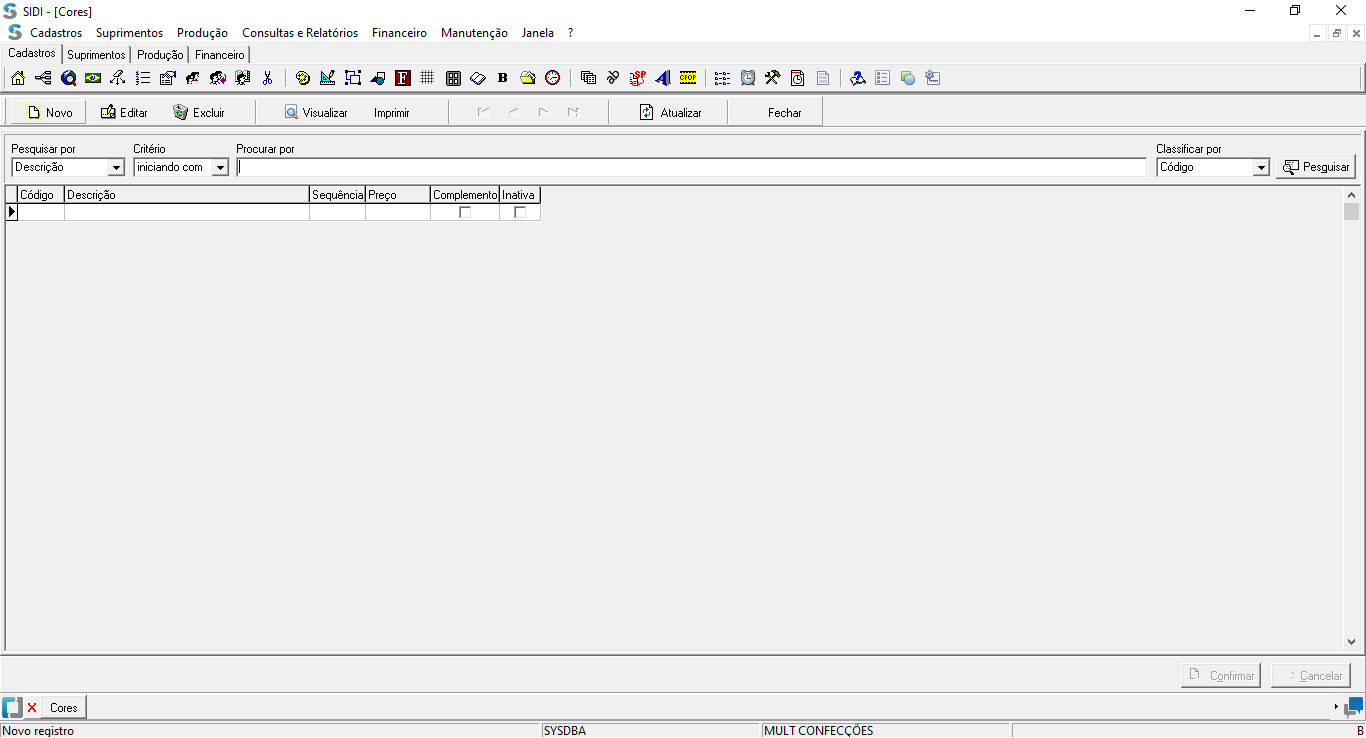 SIDI - [Cores]
Cadastros Suprimentos Produção Consultas e Relatórios Financeiro Manutenção Janela ?
Cadastros Suprimentos Produção Financeiro
F B SP CFOP
Novo Editar Excluir Visualizar Imprimir Atualizar Fechar
Pesquisar por Critério Procurar por Classificar por
Descrição iniciando com Código Pesquisar
Código Descrição Sequência Preço Complemento Inativa
Confirmar Cancelar
Cores
Novo registro SYSDBA MULT CONFECÇÕES B